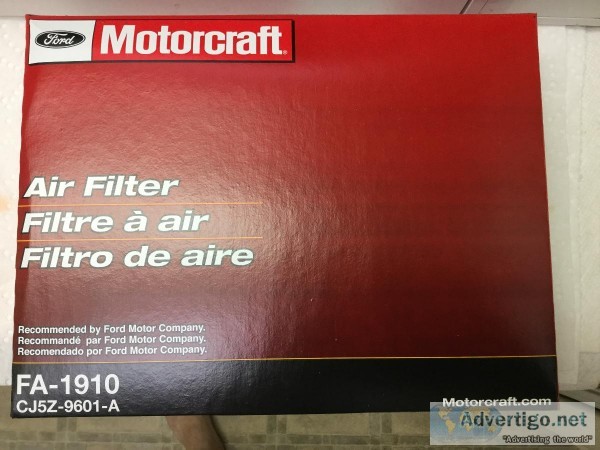 Ford Motorcraft®
Air Filter
Filtre à air
Filtro de aire
Recommended by Ford Motor Company.
Recommandé par Ford Motor Company.
Recomendado por Ford Motor Company.
FA-1910
CJ5Z-9601-A
Motorcraft.com
Advertigo.net
"Advertising the world"